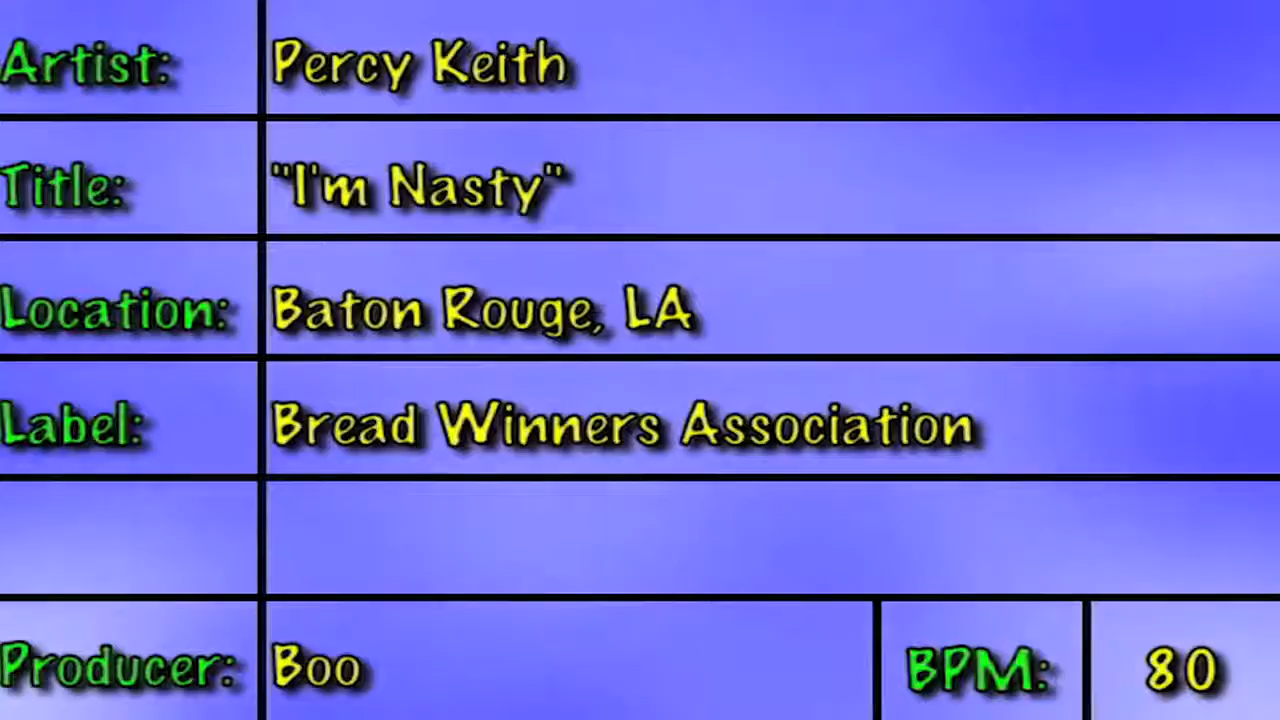 Artist: Percy Keith
Title: "I'm Nasty"
Location: Baton Rouge, LA
Label: Bread Winners Association
Producer: Boo BPM: 80